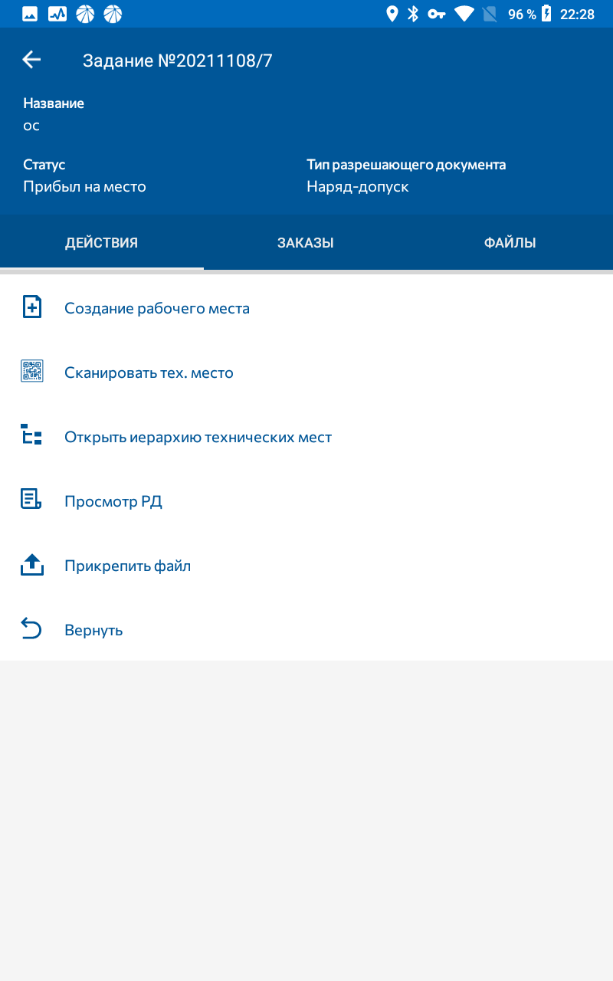 96 % 22:28
Задание №20211108/7
Название
ос
Статус Тип разрешающего документа
Прибыл на место Наряд-допуск
ДЕЙСТВИЯ ЗАКАЗЫ ФАЙЛЫ
Создание рабочего места
Сканировать тех. место
Открыть иерархию технических мест
Просмотр РД
Прикрепить файл
Вернуть